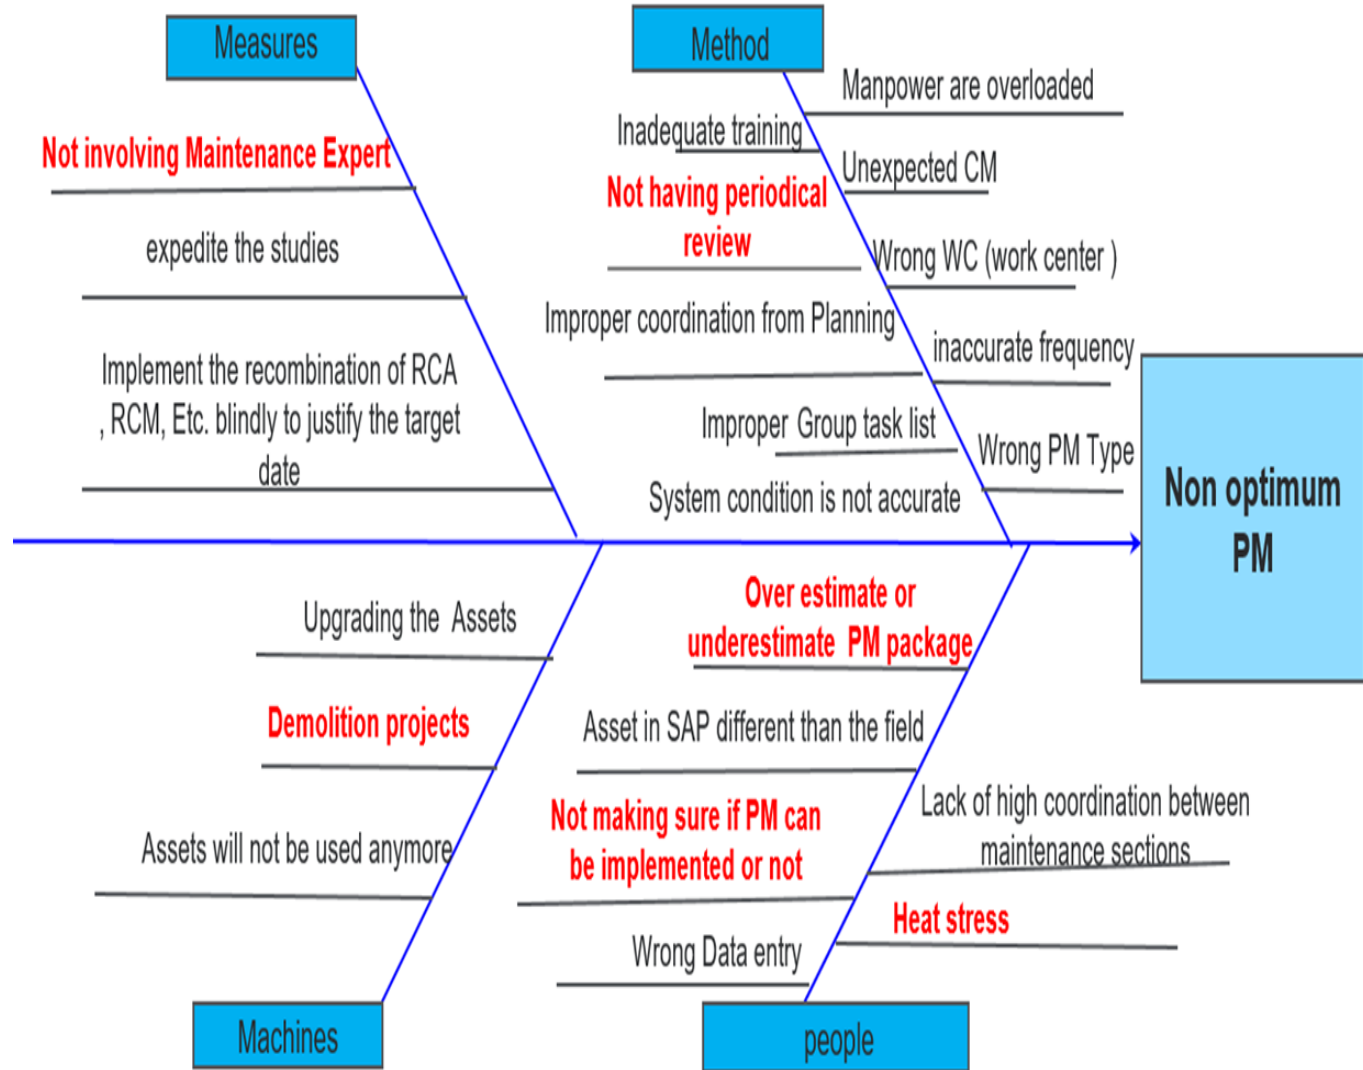 Measures
Not involving Maintenance Expert
expedite the studies
Implement the recombination of RCA
, RCM, Etc. blindly to justify the target
date
Method
Inadequate training
Not having periodical
review
Improper coordination from Planning
Improper Group task list
System condition is not accurate
Manpower are overloaded
Unexpected CM
Wrong WC (work center )
inaccurate frequency
Wrong PM Type
Non optimum
PM
Upgrading the Assets
Demolition projects
Assets will not be used anymore
Machines
Over estimate or
underestimate PM package
Asset in SAP different than the field
Not making sure if PM can
be implemented or not
Wrong Data entry
Lack of high coordination between
maintenance sections
Heat stress
people